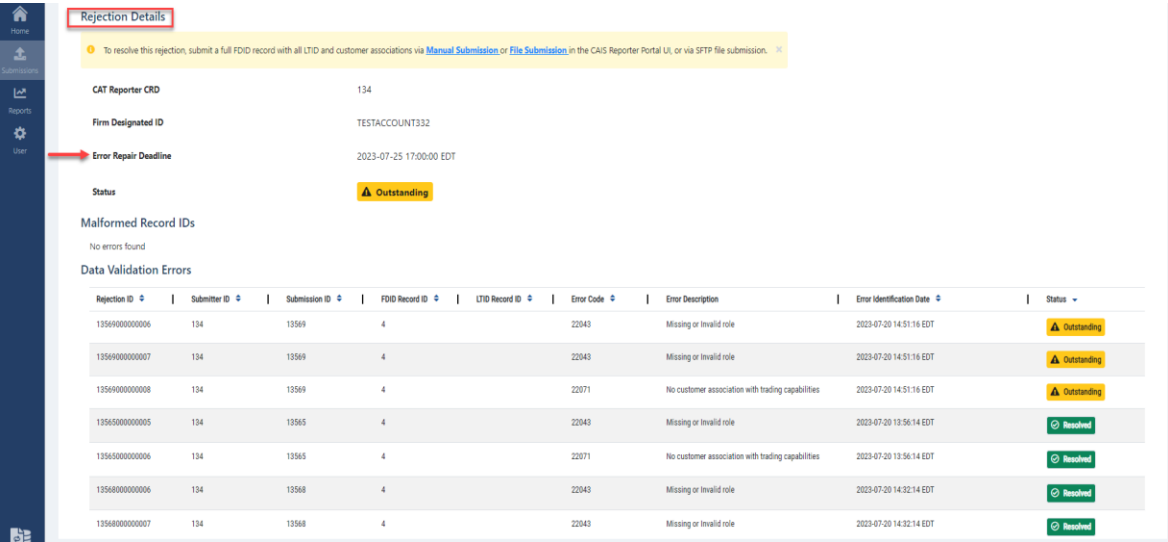 Home
Submissions
Reports
User
Rejection Details
To resolve this rejection, submit a full FDID record with all LTID and customer associations via Manual Submission or File Submission in the CAIS Reporter Portal UI, or via SFTP file submission. ×
CAT Reporter CRD 134
Firm Designated ID TESTACCOUNT332
Error Repair Deadline 2023-07-25 17:00:00 EDT
Status Outstanding
Malformed Record IDs
No errors found
Data Validation Errors
Rejection ID Submitter ID Submission ID FDID Record ID LTID Record ID Error Code Error Description Error Identification Date Status
13569000000006 134 13569 4 22043 Missing or Invalid role 2023-07-20 14:51:16 EDT Outstanding
13569000000007 134 13569 4 22043 Missing or Invalid role 2023-07-20 14:51:16 EDT Outstanding
13569000000008 134 13569 4 22071 No customer association with trading capabilities 2023-07-20 14:51:16 EDT Outstanding
13565000000005 134 13565 4 22043 Missing or Invalid role 2023-07-20 13:56:14 EDT Resolved
13565000000006 134 13565 4 22071 No customer association with trading capabilities 2023-07-20 13:56:14 EDT Resolved
13568000000006 134 13568 4 22043 Missing or Invalid role 2023-07-20 14:32:14 EDT Resolved
13568000000007 134 13568 4 22043 Missing or Invalid role 2023-07-20 14:32:14 EDT Resolved